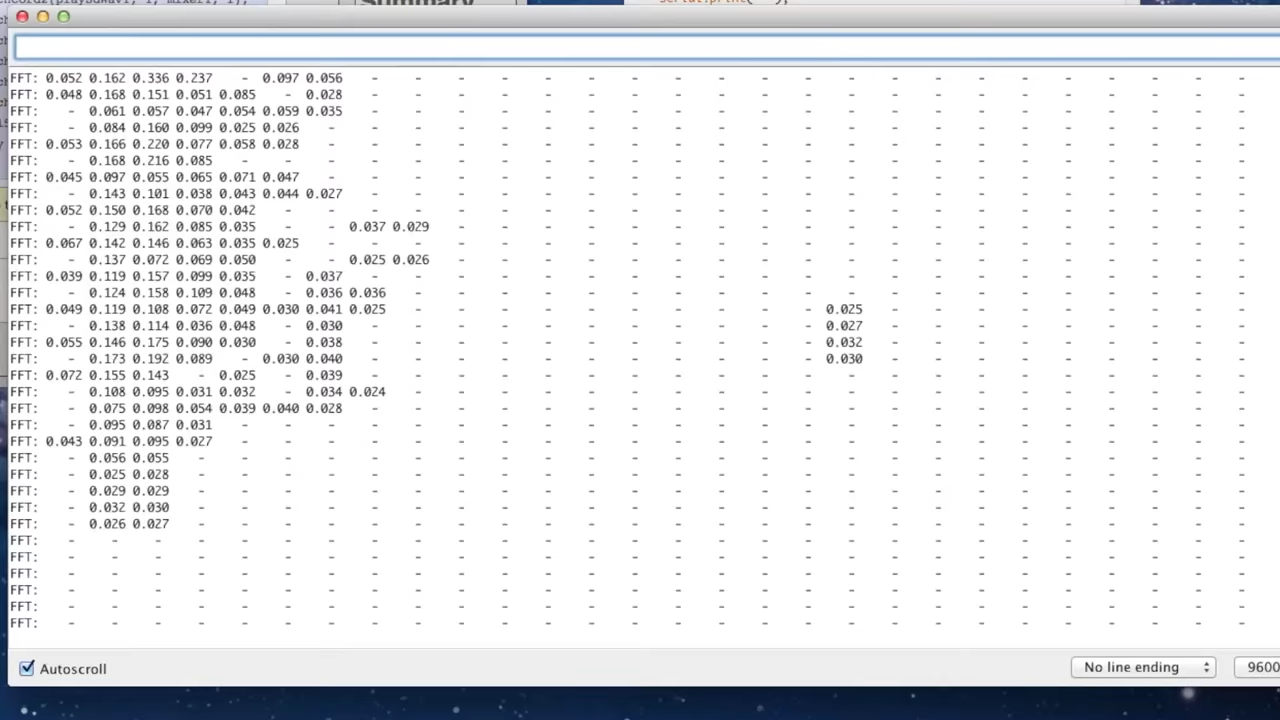 Summary
FFT: 0.052 0.162 0.336 0.237 - 0.097 0.056 - - - - - - - - - - - - - - - - - - - - -
FFT: 0.048 0.168 0.151 0.051 0.085 - 0.028 - - - - - - - - - - - - - - - - - - - - -
FFT: - 0.061 0.057 0.047 0.054 0.059 0.035 - - - - - - - - - - - - - - - - - - - - -
FFT: - 0.084 0.160 0.099 0.025 0.026 - - - - - - - - - - - - - - - - - - - - - -
FFT: 0.053 0.166 0.220 0.077 0.058 0.028 - - - - - - - - - - - - - - - - - - - - - -
FFT: - 0.168 0.216 0.085 - - - - - - - - - - - - - - - - - - - - - - - -
FFT: 0.045 0.097 0.055 0.065 0.071 0.047 - - - - - - - - - - - - - - - - - - - - - -
FFT: - 0.143 0.101 0.038 0.043 0.044 0.027 - - - - - - - - - - - - - - - - - - - - -
FFT: 0.052 0.150 0.168 0.070 0.042 - - - - - - - - - - - - - - - - - - - - - - -
FFT: - 0.129 0.162 0.085 0.035 - - 0.037 0.029 - - - - - - - - - - - - - - - - - - -
FFT: 0.067 0.142 0.146 0.063 0.035 0.025 - - - - - - - - - - - - - - - - - - - - - -
FFT: - 0.137 0.072 0.069 0.050 - - 0.025 0.026 - - - - - - - - - - - - - - - - - - -
FFT: 0.039 0.119 0.157 0.099 0.035 - 0.037 - - - - - - - - - - - - - - - - - - - - -
FFT: - 0.124 0.158 0.109 0.048 - 0.036 0.036 - - - - - - - - - - - - - - - - - - - -
FFT: 0.049 0.119 0.108 0.072 0.049 0.030 0.041 0.025 - - - - - - - - - - 0.025 - - - - - - - - -
FFT: - 0.138 0.114 0.036 0.048 - 0.030 - - - - - - - - - - - 0.027 - - - - - - - - -
FFT: 0.055 0.146 0.175 0.090 0.030 - 0.038 - - - - - - - - - - - 0.032 - - - - - - - - -
FFT: - 0.173 0.192 0.089 - 0.030 0.040 - - - - - - - - - - - 0.030 - - - - - - - - -
FFT: 0.072 0.155 0.143 - 0.025 - 0.039 - - - - - - - - - - - - - - - - - - - - -
FFT: - 0.108 0.095 0.031 0.032 - 0.034 0.024 - - - - - - - - - - - - - - - - - - - -
FFT: - 0.075 0.098 0.054 0.039 0.040 0.028 - - - - - - - - - - - - - - - - - - - - -
FFT: - 0.095 0.087 0.031 - - - - - - - - - - - - - - - - - - - - - - - -
FFT: 0.043 0.091 0.095 0.027 - - - - - - - - - - - - - - - - - - - - - - - -
FFT: - 0.056 0.055 - - - - - - - - - - - - - - - - - - - - - - - - -
FFT: - 0.025 0.028 - - - - - - - - - - - - - - - - - - - - - - - - -
FFT: - 0.029 0.029 - - - - - - - - - - - - - - - - - - - - - - - - -
FFT: - 0.032 0.030 - - - - - - - - - - - - - - - - - - - - - - - - -
FFT: - 0.026 0.027 - - - - - - - - - - - - - - - - - - - - - - - - -
FFT: - - - - - - - - - - - - - - - - - - - - - - - - - - - -
FFT: - - - - - - - - - - - - - - - - - - - - - - - - - - - -
FFT: - - - - - - - - - - - - - - - - - - - - - - - - - - - -
FFT: - - - - - - - - - - - - - - - - - - - - - - - - - - - -
FFT: - - - - - - - - - - - - - - - - - - - - - - - - - - - -
FFT: - - - - - - - - - - - - - - - - - - - - - - - - - - - -
Autoscroll No line ending 9600